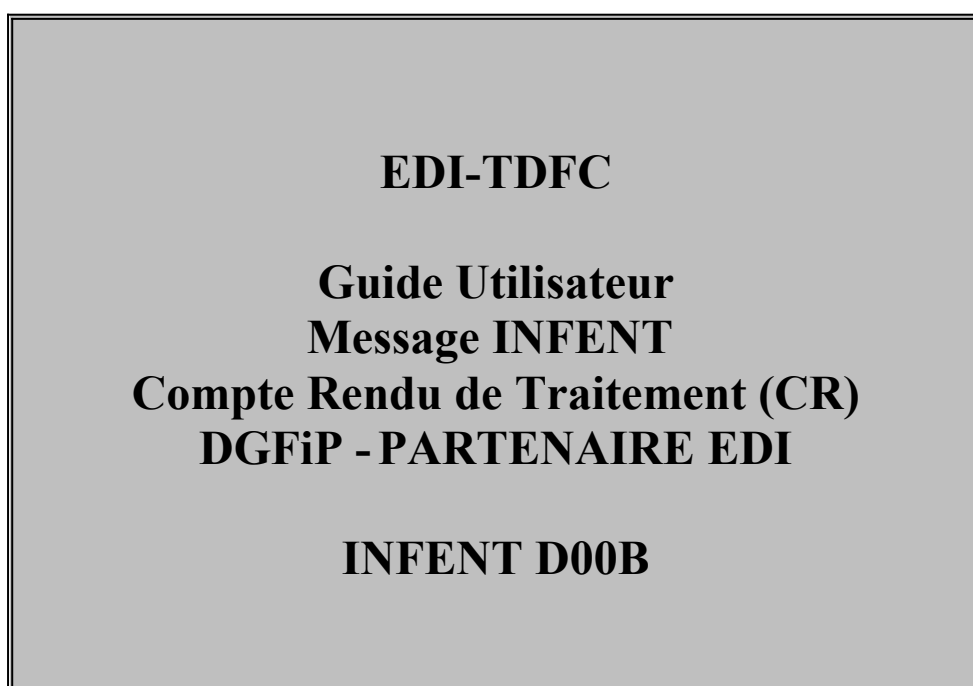 EDI-TDFC
Guide Utilisateur
Message INFENT
Compte Rendu de Traitement (CR)
DGFiP - PARTENAIRE EDI
INFENT D00B